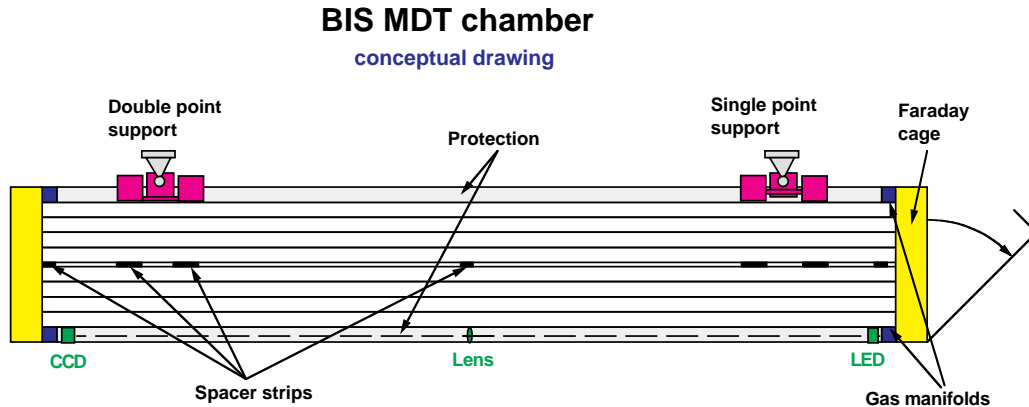 BIS MDT chamber
conceptual drawing
Double point
support
Protection
Single point
support
Faraday
cage
CCD
Lens
LED
Spacer strips
Gas manifolds